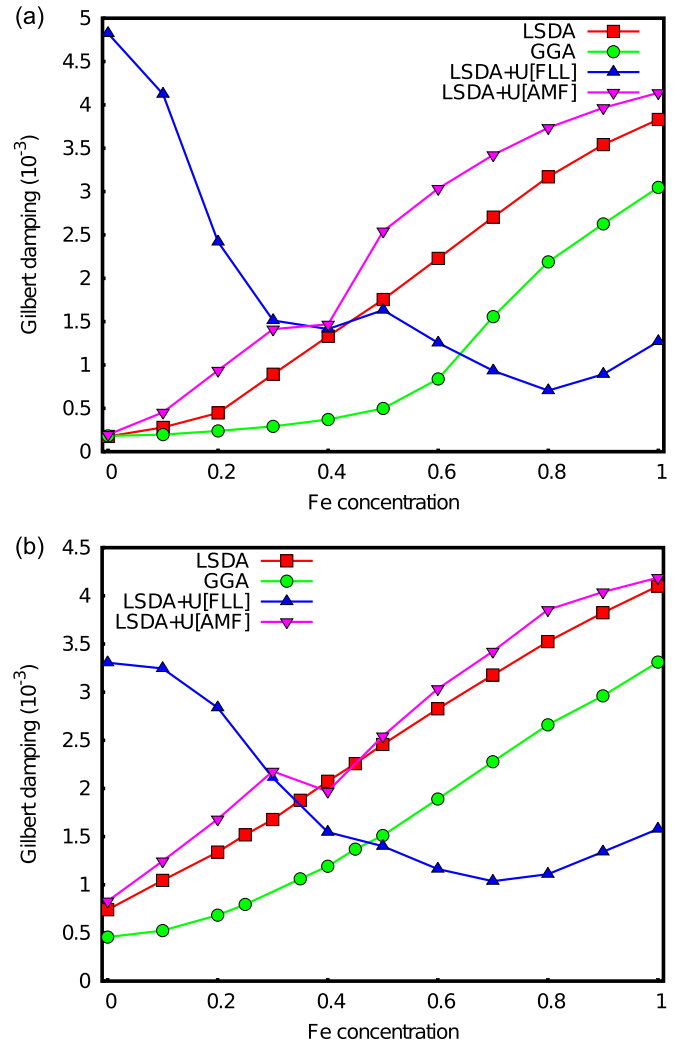 (a)
5
4.5
4
3.5
3
2.5
2
1.5
1
0.5
0
Gilbert damping (10⁻³)
LSDA
GGA
LSDA+U[FLL]
LSDA+U[AMF]
0 0.2 0.4 0.6 0.8 1
Fe concentration
(b)
4.5
4
3.5
3
2.5
2
1.5
1
0.5
0
Gilbert damping (10⁻³)
LSDA
GGA
LSDA+U[FLL]
LSDA+U[AMF]
0 0.2 0.4 0.6 0.8 1
Fe concentration